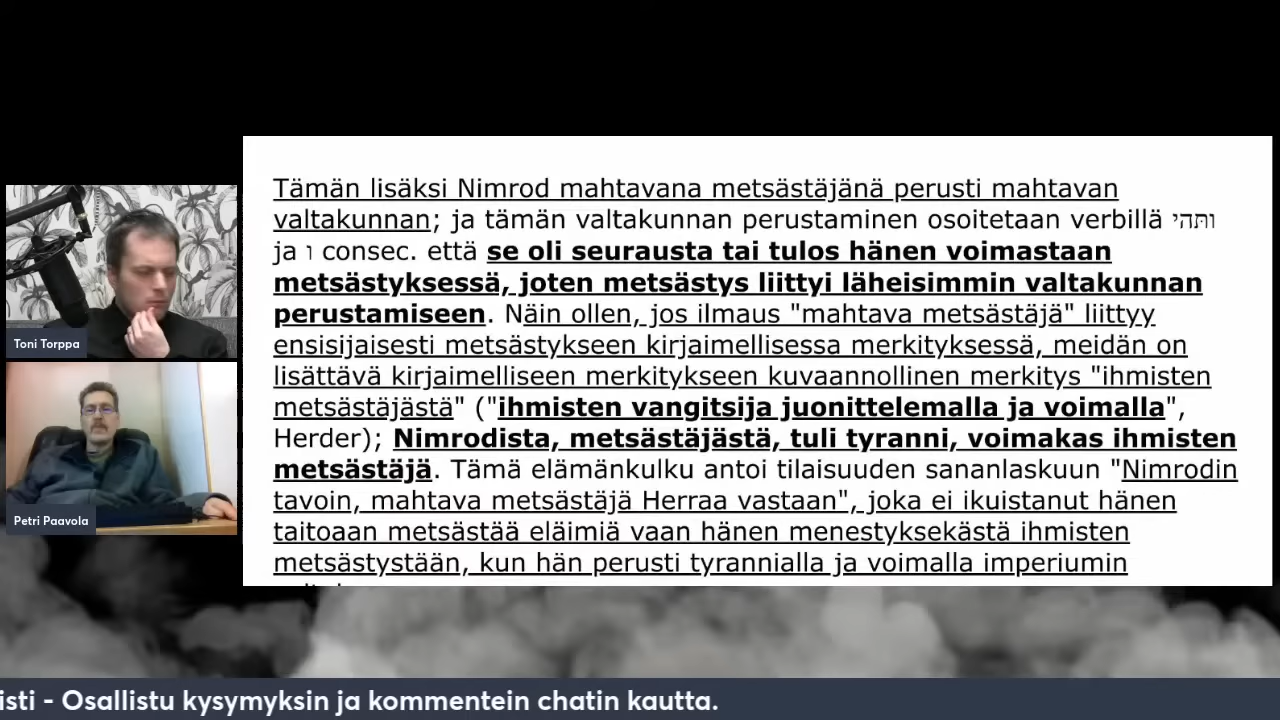 Tämän lisäksi Nimrod mahtavana metsästäjänä perusti mahtavan
valtakunnan; ja tämän valtakunnan perustaminen osoitetaan verbillä ותּהי
ja ו consec. että se oli seurausta tai tulos hänen voimastaan
metsästyksessä, joten metsästys liittyi läheisimmin valtakunnan
perustamiseen. Näin ollen, jos ilmaus "mahtava metsästäjä" liittyy
ensisijaisesti metsästykseen kirjaimellisessa merkityksessä, meidän on
lisättävä kirjaimelliseen merkitykseen kuvaannollinen merkitys "ihmisten
metsästäjästä" ("ihmisten vangitsija juonittelemalla ja voimalla",
Herder); Nimrodista, metsästäjästä, tuli tyranni, voimakas ihmisten
metsästäjä. Tämä elämänkulku antoi tilaisuuden sananlaskuun "Nimrodin
tavoin, mahtava metsästäjä Herraa vastaan", joka ei ikuistanut hänen
taitoaan metsästää eläimiä vaan hänen menestyksekästä ihmisten
metsästystään, kun hän perusti tyrannialla ja voimalla imperiumin
Toni Torppa
Petri Paavola
isti - Osallistu kysymyksin ja kommentein chatin kautta.